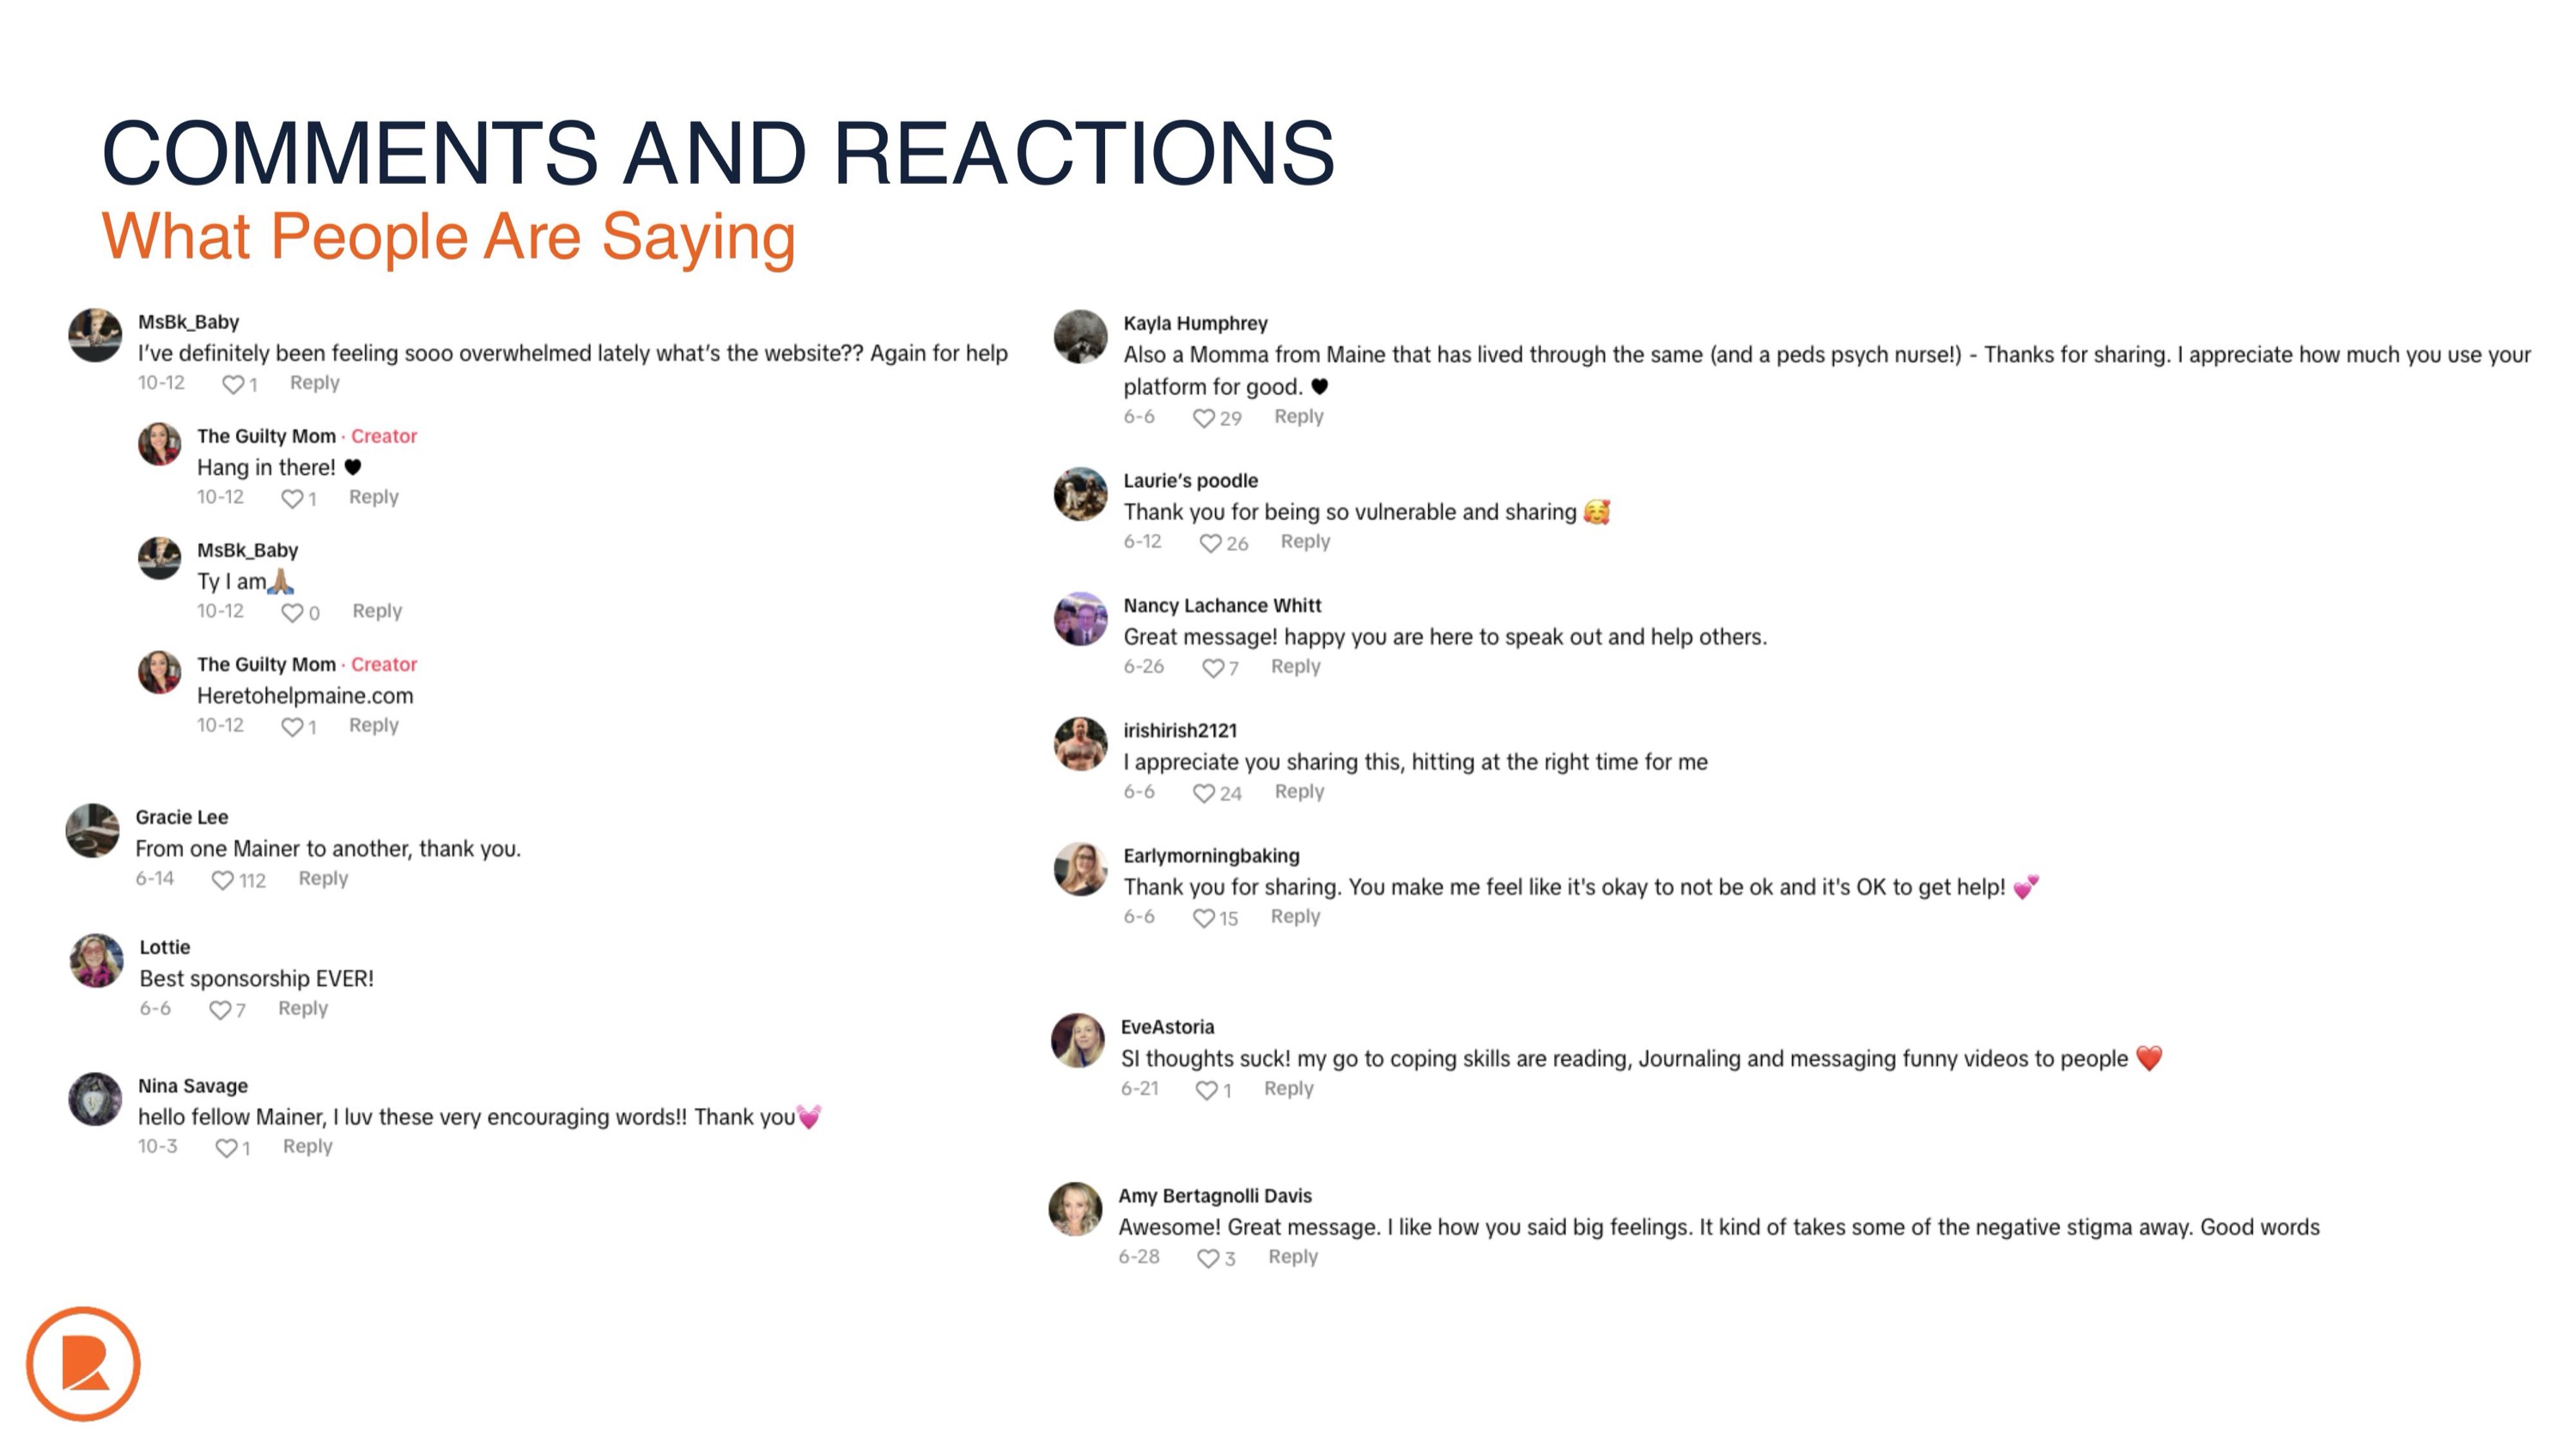 COMMENTS AND REACTIONS
What People Are Saying
MsBk_Baby
I've definitely been feeling sooo overwhelmed lately what's the website?? Again for help
10-12 ♡ 1 Reply
The Guilty Mom · Creator
Hang in there! 🖤
10-12 ♡ 1 Reply
MsBk_Baby
Ty I am🙏🏽
10-12 ♡ 0 Reply
The Guilty Mom · Creator
Heretohelpmaine.com
10-12 ♡ 1 Reply
Gracie Lee
From one Mainer to another, thank you.
6-14 ♡ 112 Reply
Lottie
Best sponsorship EVER!
6-6 ♡ 7 Reply
Nina Savage
hello fellow Mainer, I luv these very encouraging words!! Thank you💓
10-3 ♡ 1 Reply
Kayla Humphrey
Also a Momma from Maine that has lived through the same (and a peds psych nurse!) - Thanks for sharing. I appreciate how much you use your
platform for good. 🖤
6-6 ♡ 29 Reply
Laurie's poodle
Thank you for being so vulnerable and sharing 🥰
6-12 ♡ 26 Reply
Nancy Lachance Whitt
Great message! happy you are here to speak out and help others.
6-26 ♡ 7 Reply
irishirish2121
I appreciate you sharing this, hitting at the right time for me
6-6 ♡ 24 Reply
Earlymorningbaking
Thank you for sharing. You make me feel like it's okay to not be ok and it's OK to get help! 💕
6-6 ♡ 15 Reply
EveAstoria
SI thoughts suck! my go to coping skills are reading, Journaling and messaging funny videos to people ❤️
6-21 ♡ 1 Reply
Amy Bertagnolli Davis
Awesome! Great message. I like how you said big feelings. It kind of takes some of the negative stigma away. Good words
6-28 ♡ 3 Reply
R